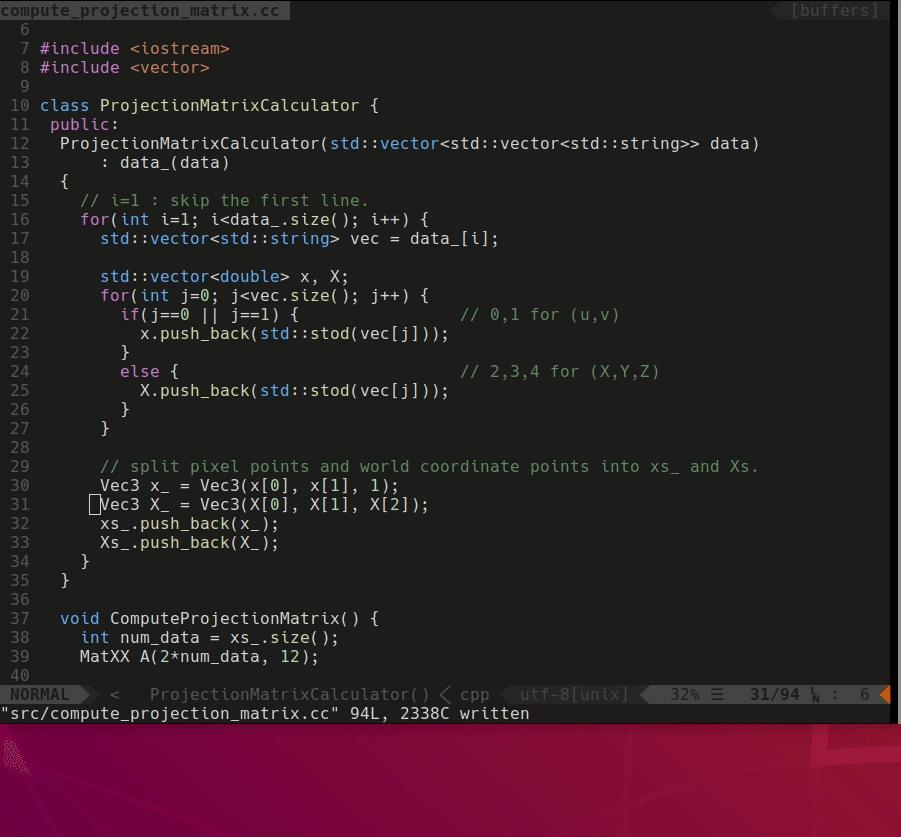 compute_projection_matrix.cc [buffers]
6
7 #include <iostream>
8 #include <vector>
9
10 class ProjectionMatrixCalculator {
11  public:
12   ProjectionMatrixCalculator(std::vector<std::vector<std::string>> data)
13       : data_(data)
14   {
15     // i=1 : skip the first line.
16     for(int i=1; i<data_.size(); i++) {
17       std::vector<std::string> vec = data_[i];
18
19       std::vector<double> x, X;
20       for(int j=0; j<vec.size(); j++) {
21         if(j==0 || j==1) {                // 0,1 for (u,v)
22           x.push_back(std::stod(vec[j]));
23         }
24         else {                            // 2,3,4 for (X,Y,Z)
25           X.push_back(std::stod(vec[j]));
26         }
27       }
28
29       // split pixel points and world coordinate points into xs_ and Xs.
30       Vec3 x_ = Vec3(x[0], x[1], 1);
31       Vec3 X_ = Vec3(X[0], X[1], X[2]);
32       xs_.push_back(x_);
33       Xs_.push_back(X_);
34     }
35   }
36
37   void ComputeProjectionMatrix() {
38     int num_data = xs_.size();
39     MatXX A(2*num_data, 12);
40
NORMAL < ProjectionMatrixCalculator() < cpp utf-8[unix] 32% ☰ 31/94 ㏑ : 6
"src/compute_projection_matrix.cc" 94L, 2338C written